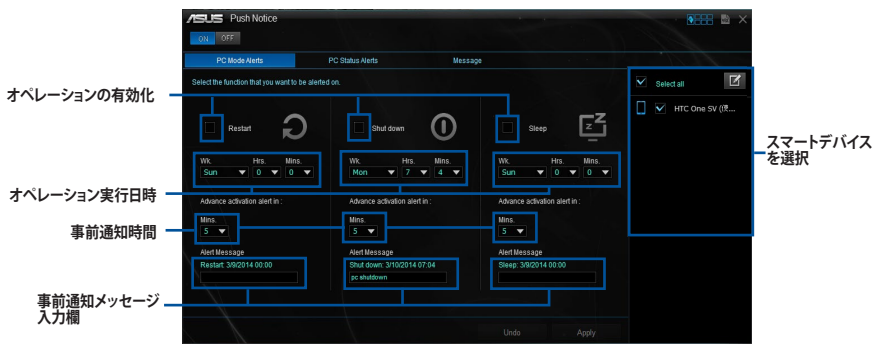 ASUS Push Notice
ON OFF
PC Mode Alerts PC Status Alerts Message
Select the function that you want to be alerted on.
Select all
オペレーションの有効化
HTC One SV (使...
Restart Shut down Sleep
スマートデバイス
を選択
Wk. Hrs. Mins. Wk. Hrs. Mins. Wk. Hrs. Mins.
Sun 0 0 Mon 7 4 Sun 0 0
オペレーション実行日時
Advance activation alert in : Advance activation alert in : Advance activation alert in :
Mins. Mins. Mins.
5 5 5
事前通知時間
Alert Message Alert Message Alert Message
Restart: 3/9/2014 00:00 Shut down: 3/10/2014 07:04 Sleep: 3/9/2014 00:00
pc shutdown
事前通知メッセージ
入力欄
Undo Apply